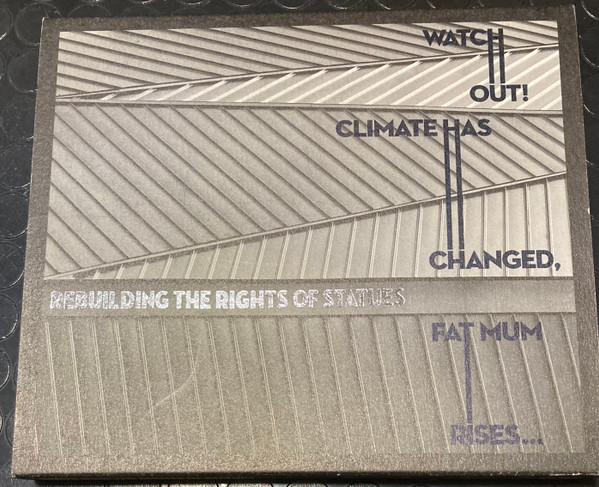 WATCH
OUT!
CLIMATE HAS
CHANGED,
REBUILDING THE RIGHTS OF STATUES
FAT MUM
RISES...